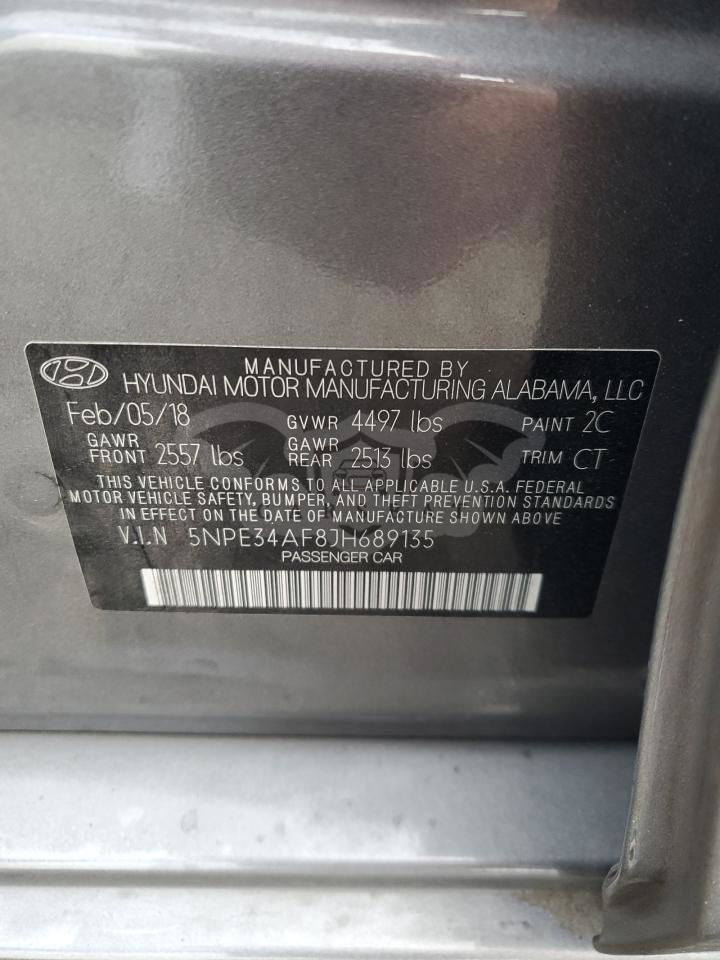 MANUFACTURED BY
HYUNDAI MOTOR MANUFACTURING ALABAMA, LLC
Feb/05/18 GVWR 4497 lbs PAINT 2C
GAWR FRONT 2557 lbs GAWR REAR 2513 lbs TRIM CT
THIS VEHICLE CONFORMS TO ALL APPLICABLE U.S.A. FEDERAL
MOTOR VEHICLE SAFETY, BUMPER, AND THEFT PREVENTION STANDARDS
IN EFFECT ON THE DATE OF MANUFACTURE SHOWN ABOVE
V.I.N 5NPE34AF8JH689135
PASSENGER CAR